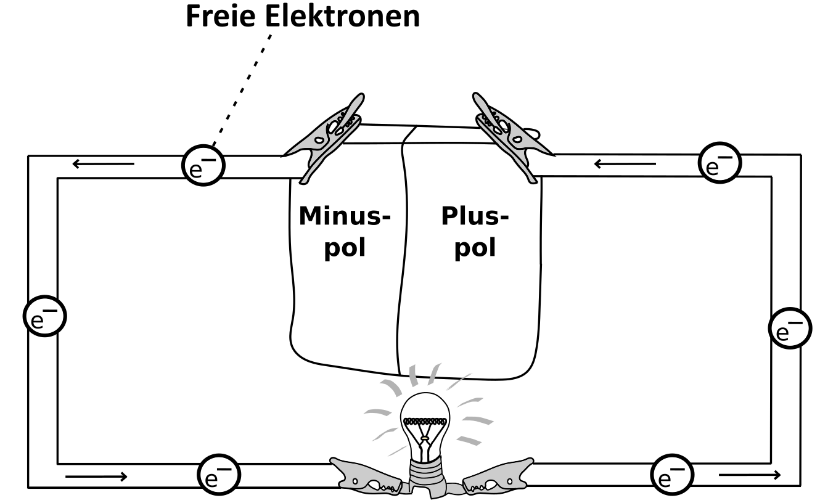 Freie Elektronen
e− e−
Minus- Plus-
pol pol
e− e−
e− e−